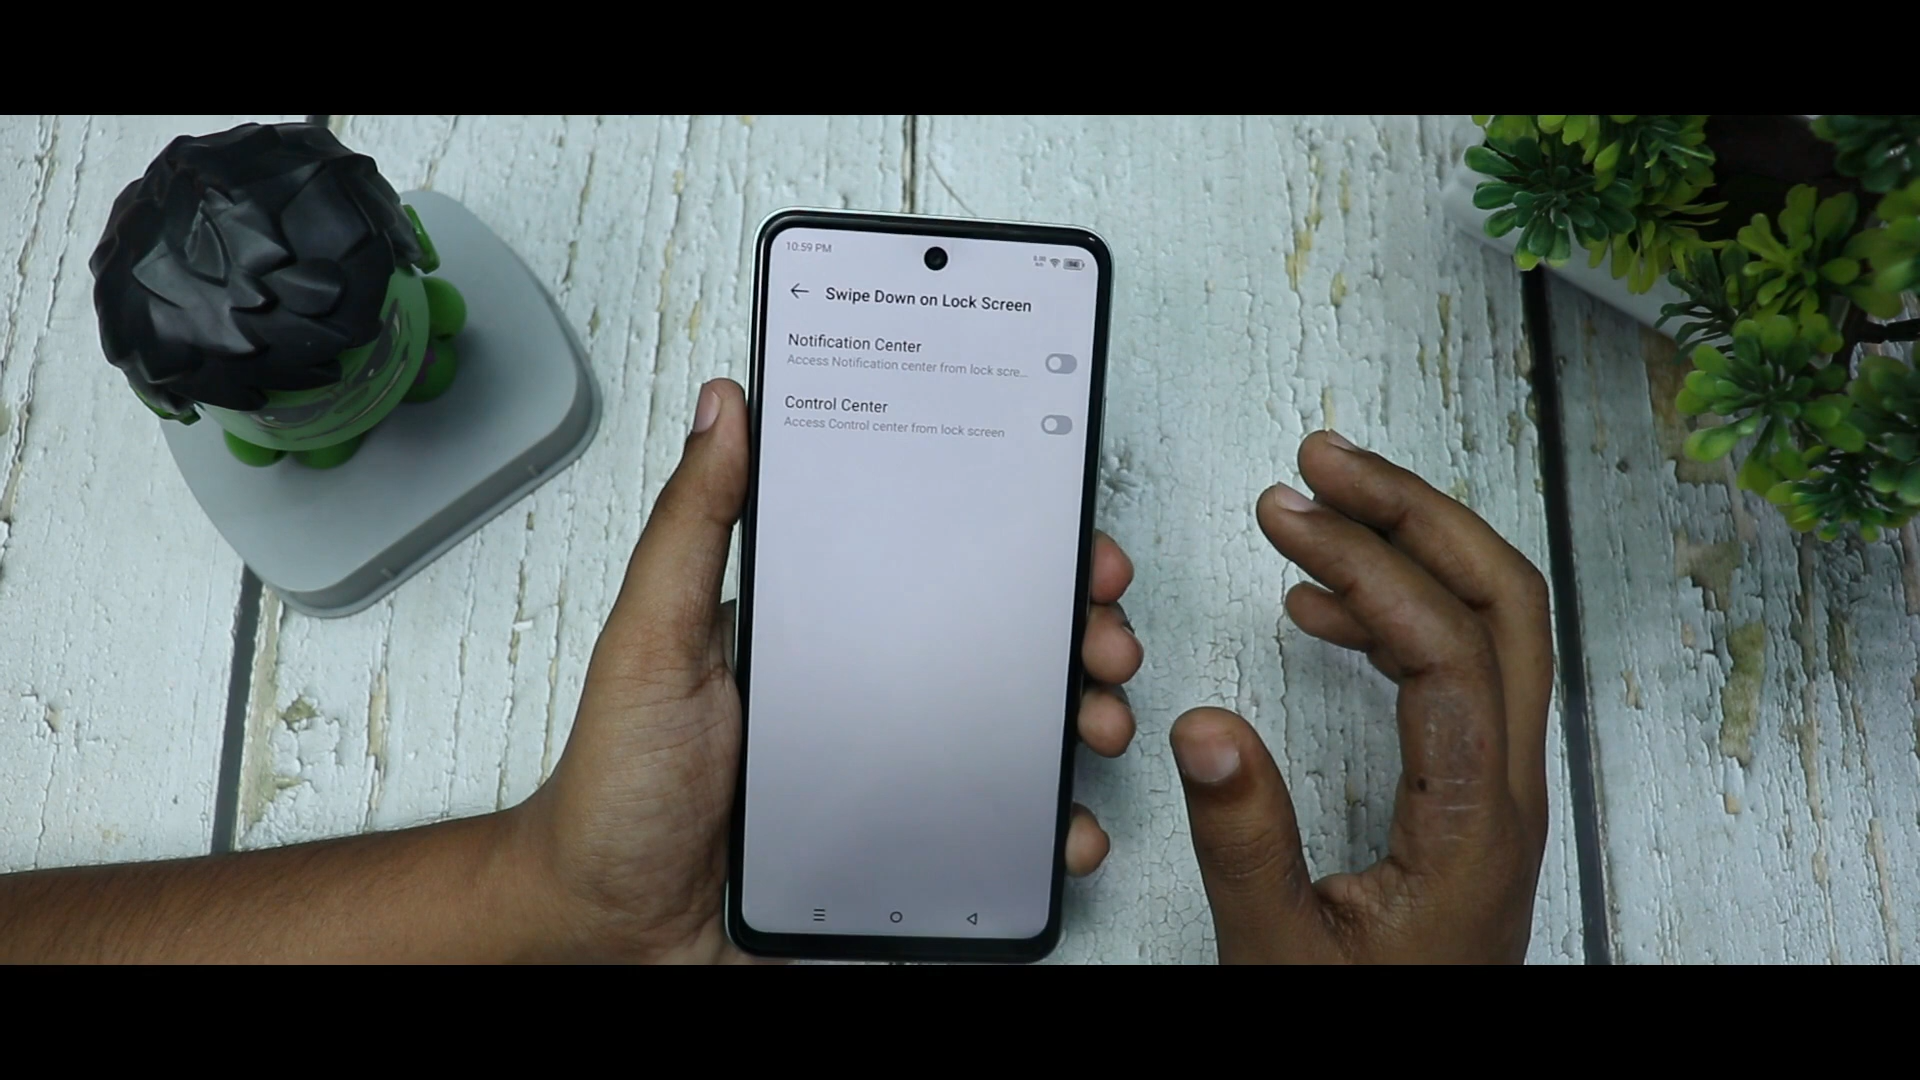 10:59 PM
Swipe Down on Lock Screen
Notification Center
Access Notification center from lock scre...
Control Center
Access Control center from lock screen